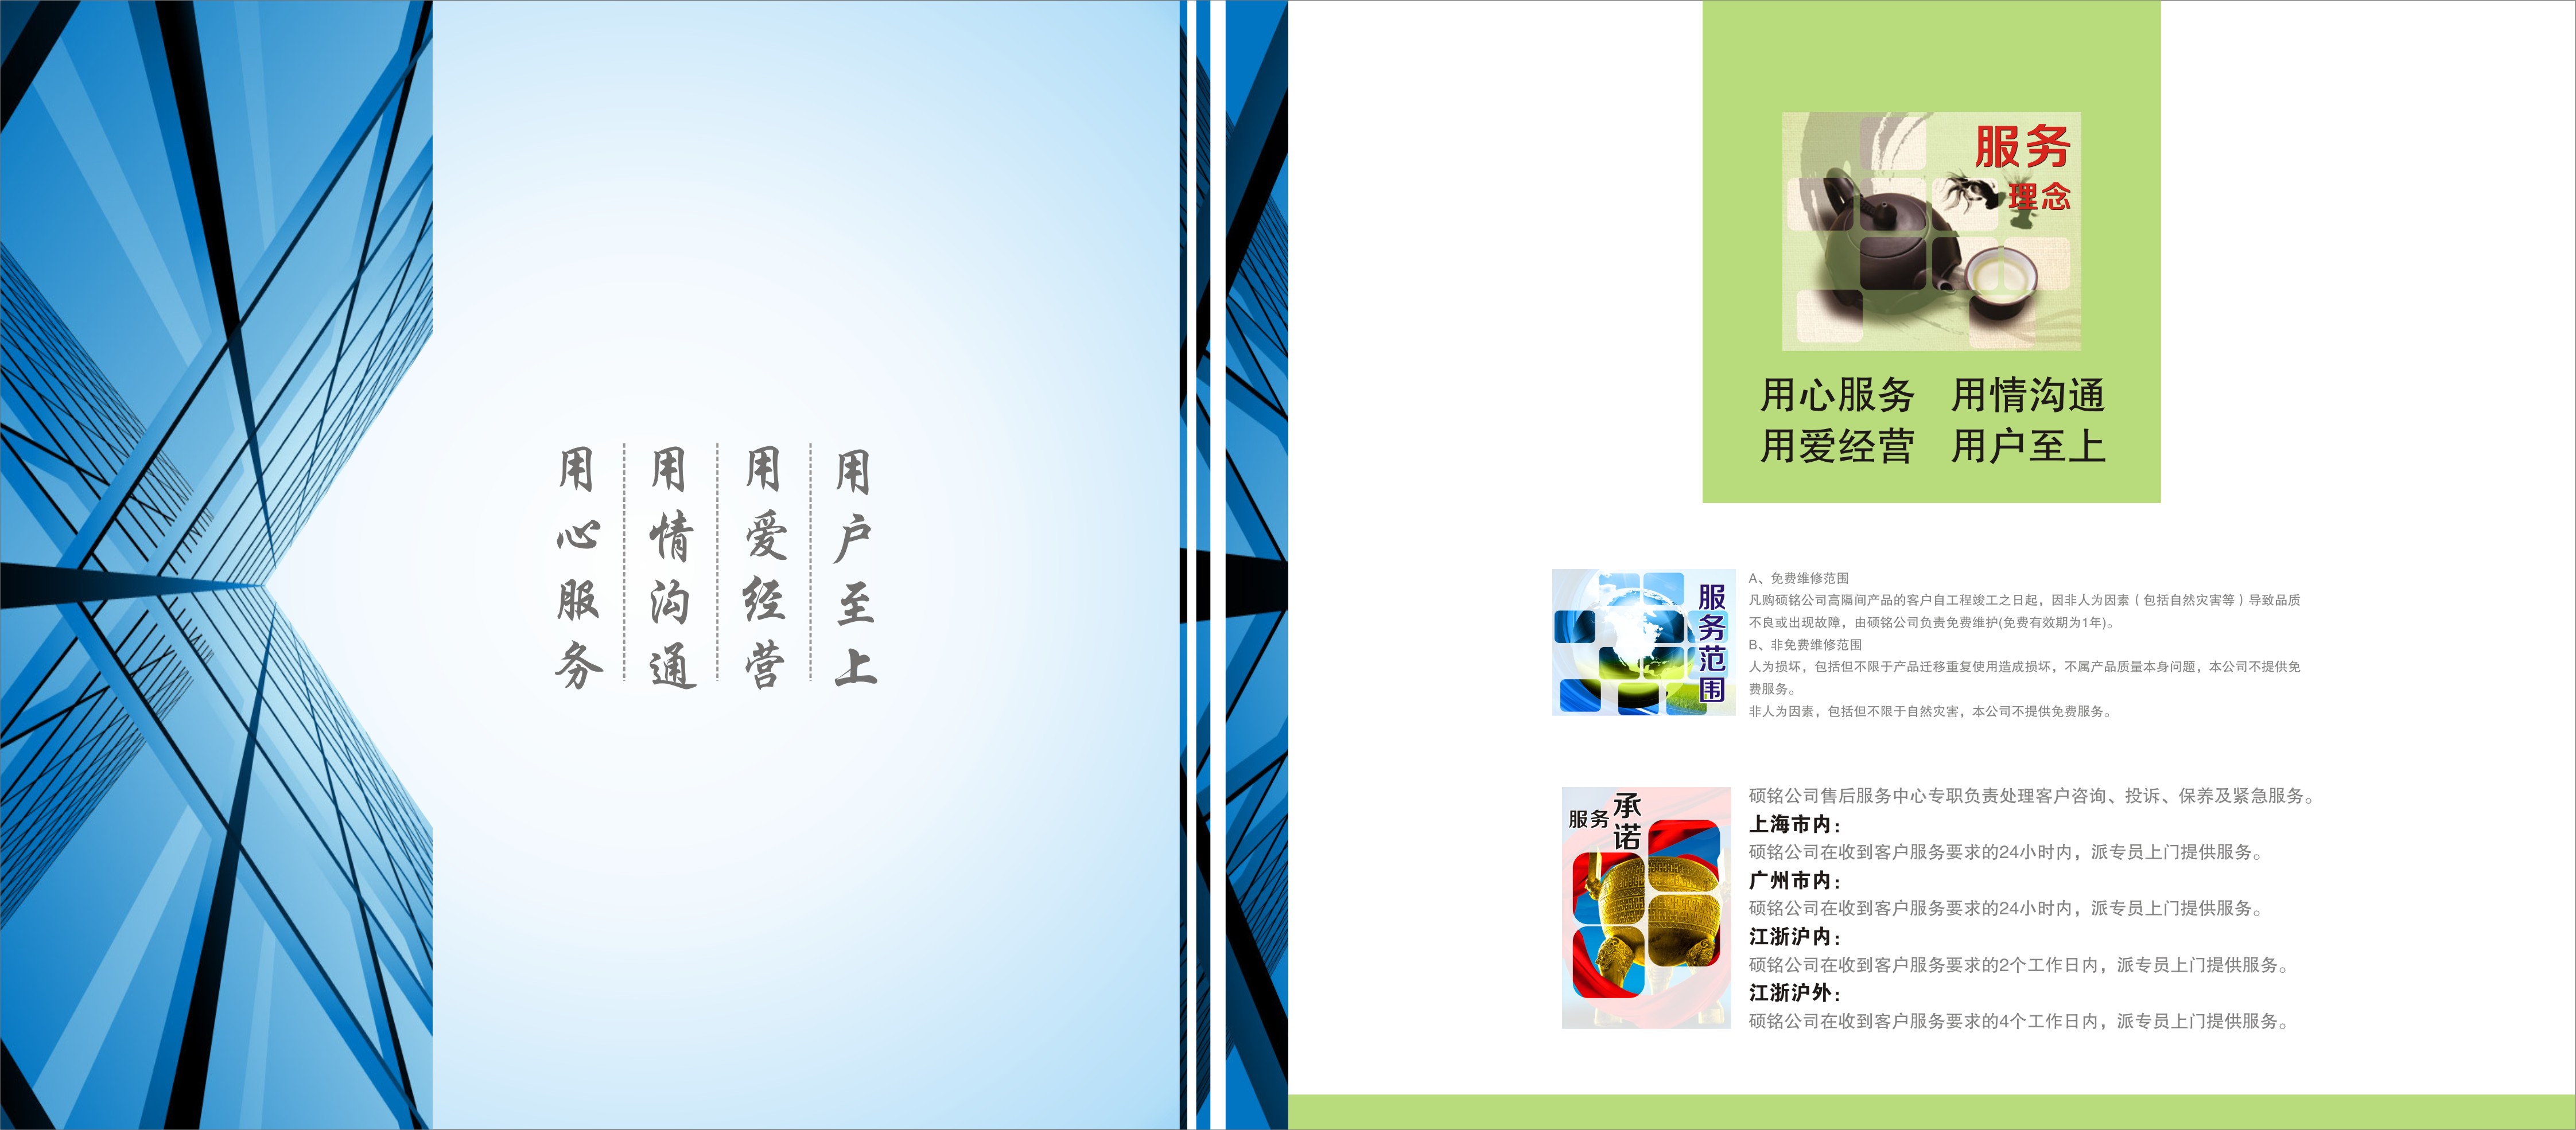 用心服务
用情沟通
用爱经营
用户至上
服务
理念
用心服务 用情沟通
用爱经营 用户至上
服务范围
A、免费维修范围
凡购硕铭公司高隔间产品的客户自工程竣工之日起，因非人为因素（包括自然灾害等）导致品质
不良或出现故障，由硕铭公司负责免费维护(免费有效期为1年)。
B、非免费维修范围
人为损坏，包括但不限于产品迁移重复使用造成损坏，不属产品质量本身问题，本公司不提供免
费服务。
非人为因素，包括但不限于自然灾害，本公司不提供免费服务。
服务承诺
硕铭公司售后服务中心专职负责处理客户咨询、投诉、保养及紧急服务。
上海市内：
硕铭公司在收到客户服务要求的24小时内，派专员上门提供服务。
广州市内：
硕铭公司在收到客户服务要求的24小时内，派专员上门提供服务。
江浙沪内：
硕铭公司在收到客户服务要求的2个工作日内，派专员上门提供服务。
江浙沪外：
硕铭公司在收到客户服务要求的4个工作日内，派专员上门提供服务。